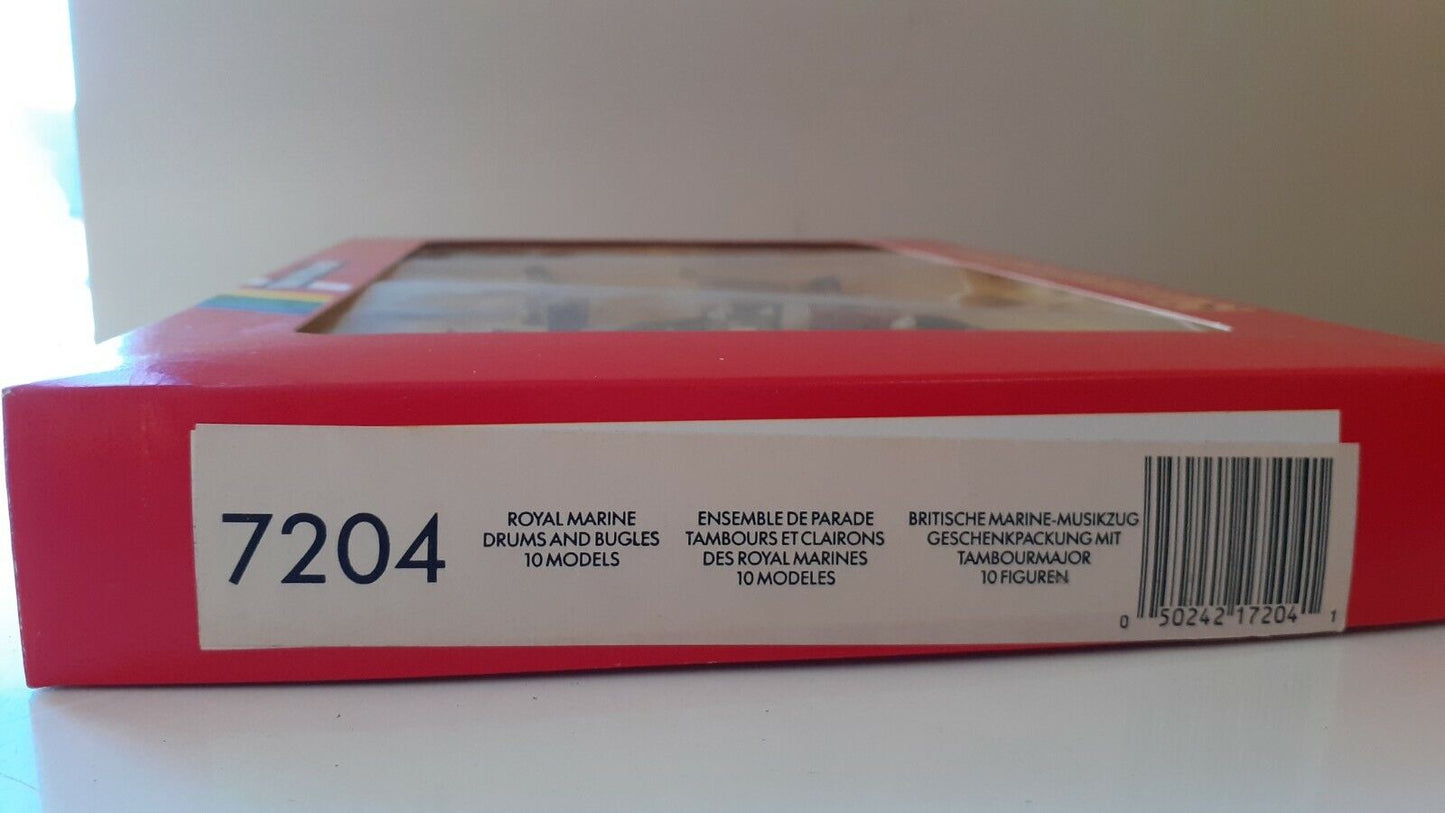 7204
ROYAL MARINE
DRUMS AND BUGLES
10 MODELS
ENSEMBLE DE PARADE
TAMBOURS ET CLAIRONS
DES ROYAL MARINES
10 MODELES
BRITISCHE MARINE-MUSIKZUG
GESCHENKPACKUNG MIT
TAMBOURMAJOR
10 FIGUREN
0 50242 17204 1